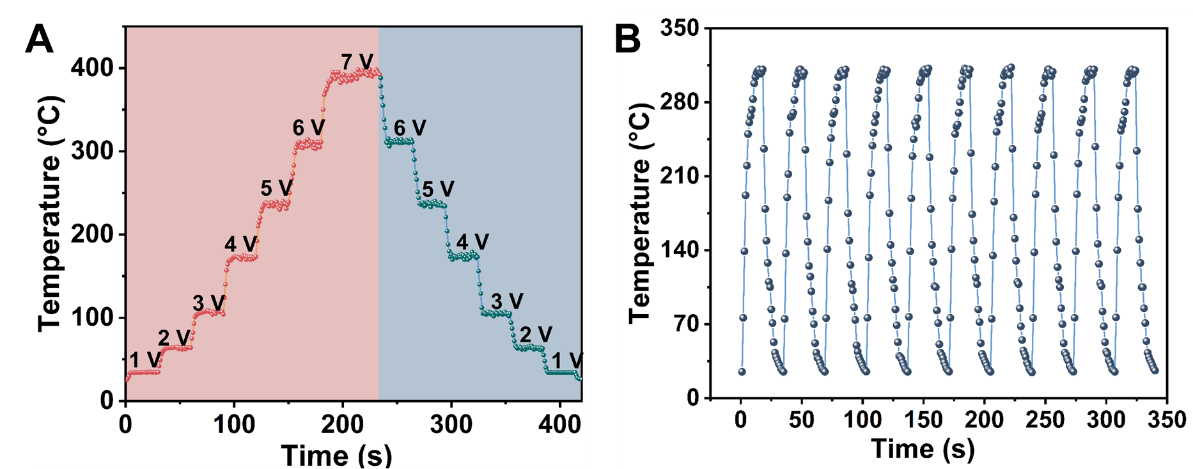 A
Temperature (°C)
400
300
200
100
0
1 V
2 V
3 V
4 V
5 V
6 V
7 V
6 V
5 V
4 V
3 V
2 V
1 V
0
100
200
300
400
Time (s)
B
Temperature (°C)
350
280
210
140
70
0
0
50
100
150
200
250
300
350
Time (s)